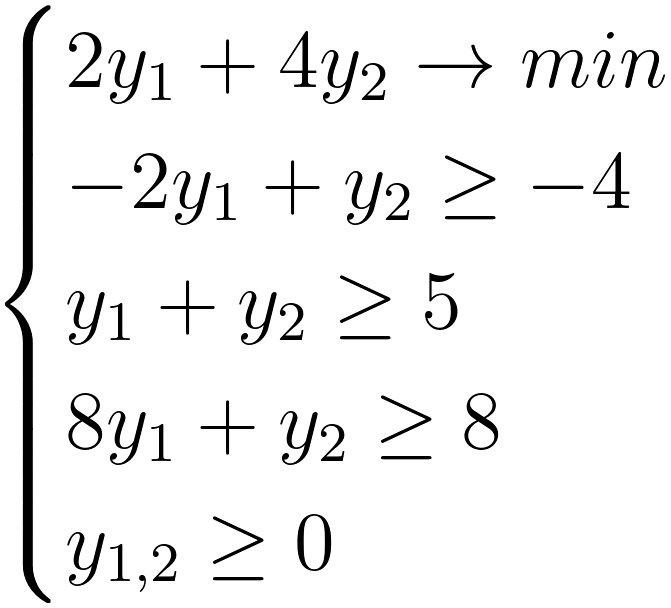 2y₁ + 4y₂ → min
−2y₁ + y₂ ≥ −4
y₁ + y₂ ≥ 5
8y₁ + y₂ ≥ 8
y₁,₂ ≥ 0